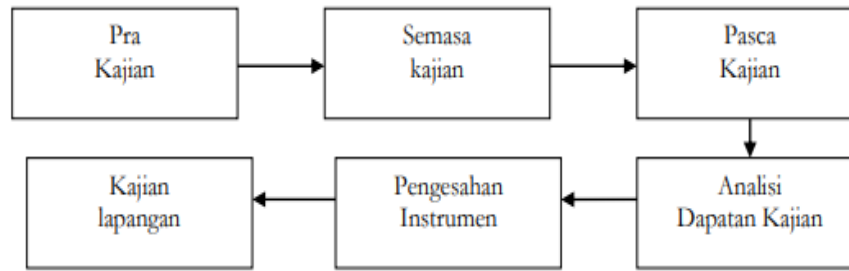 Pra
Kajian
Semasa
kajian
Pasca
Kajian
Kajian
lapangan
Pengesahan
Instrumen
Analisi
Dapatan Kajian